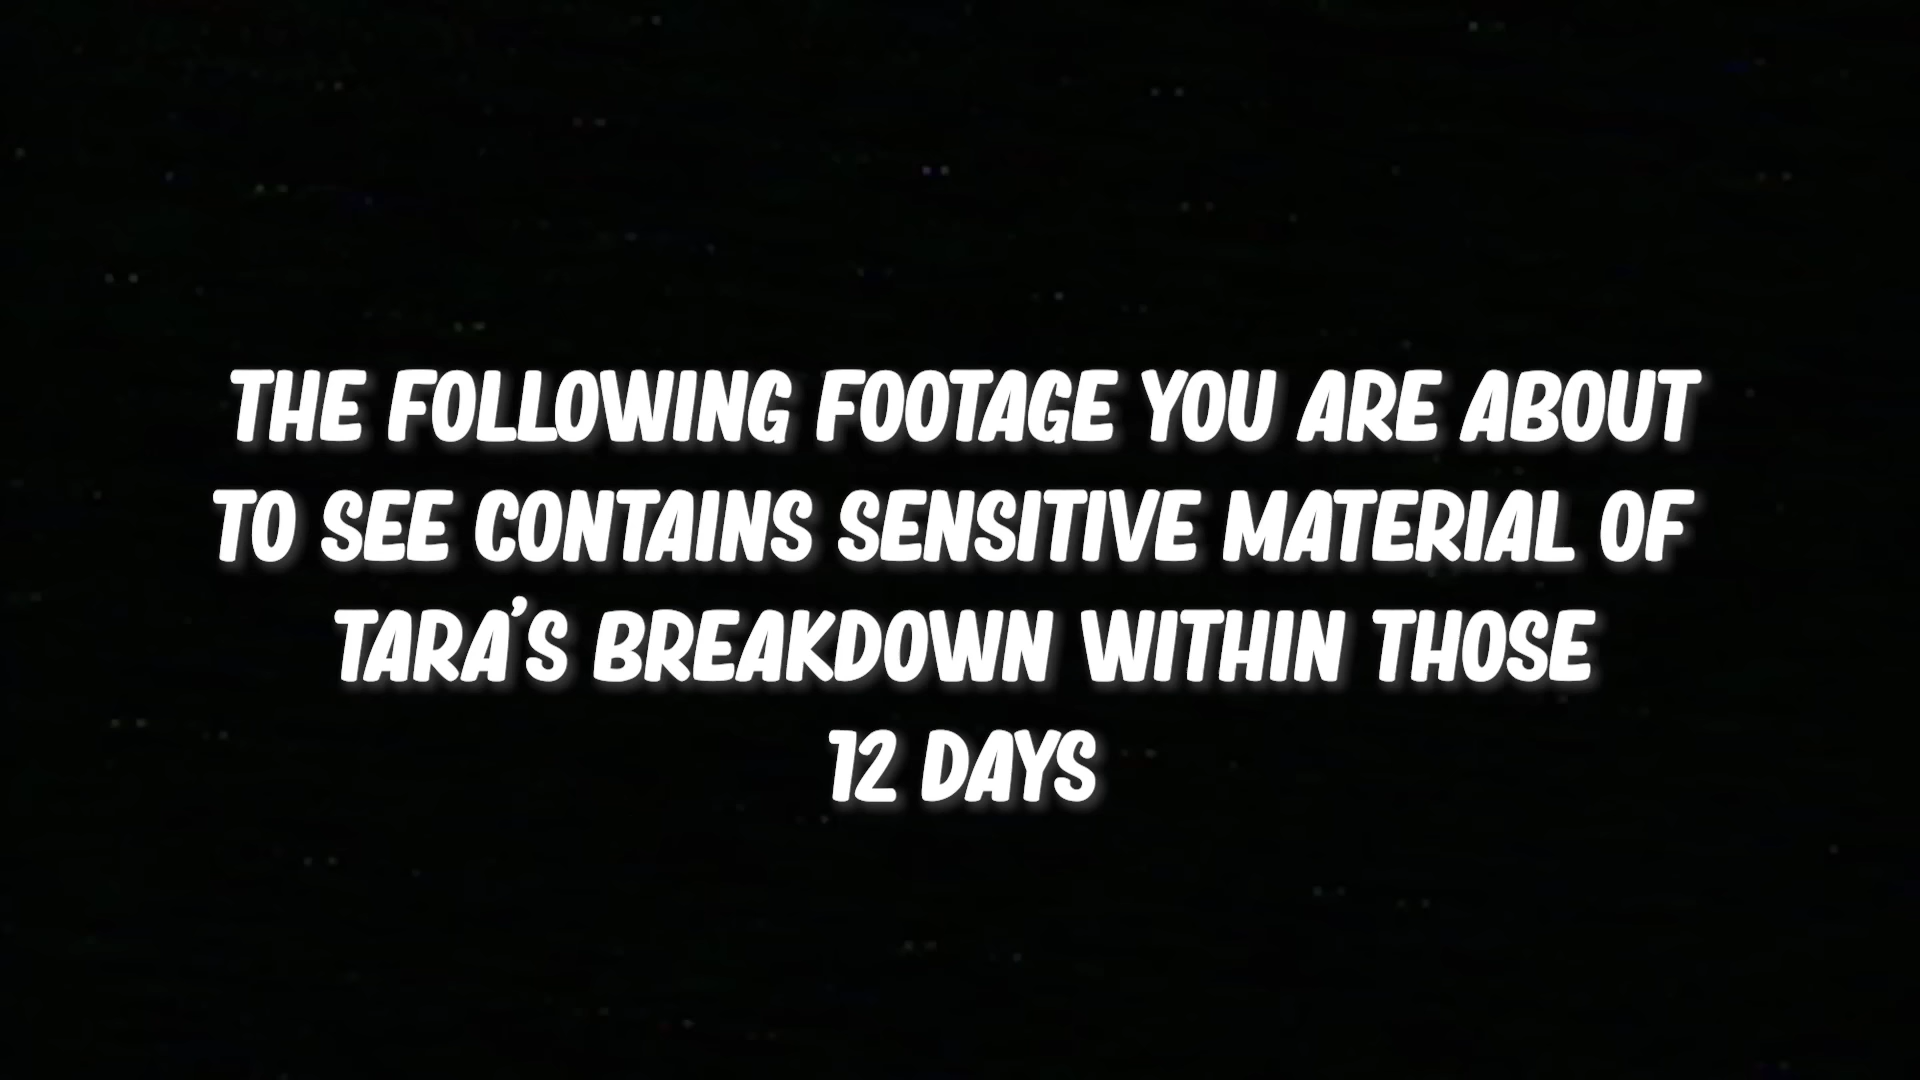 THE FOLLOWING FOOTAGE YOU ARE ABOUT
TO SEE CONTAINS SENSITIVE MATERIAL OF
TARA'S BREAKDOWN WITHIN THOSE
12 DAYS